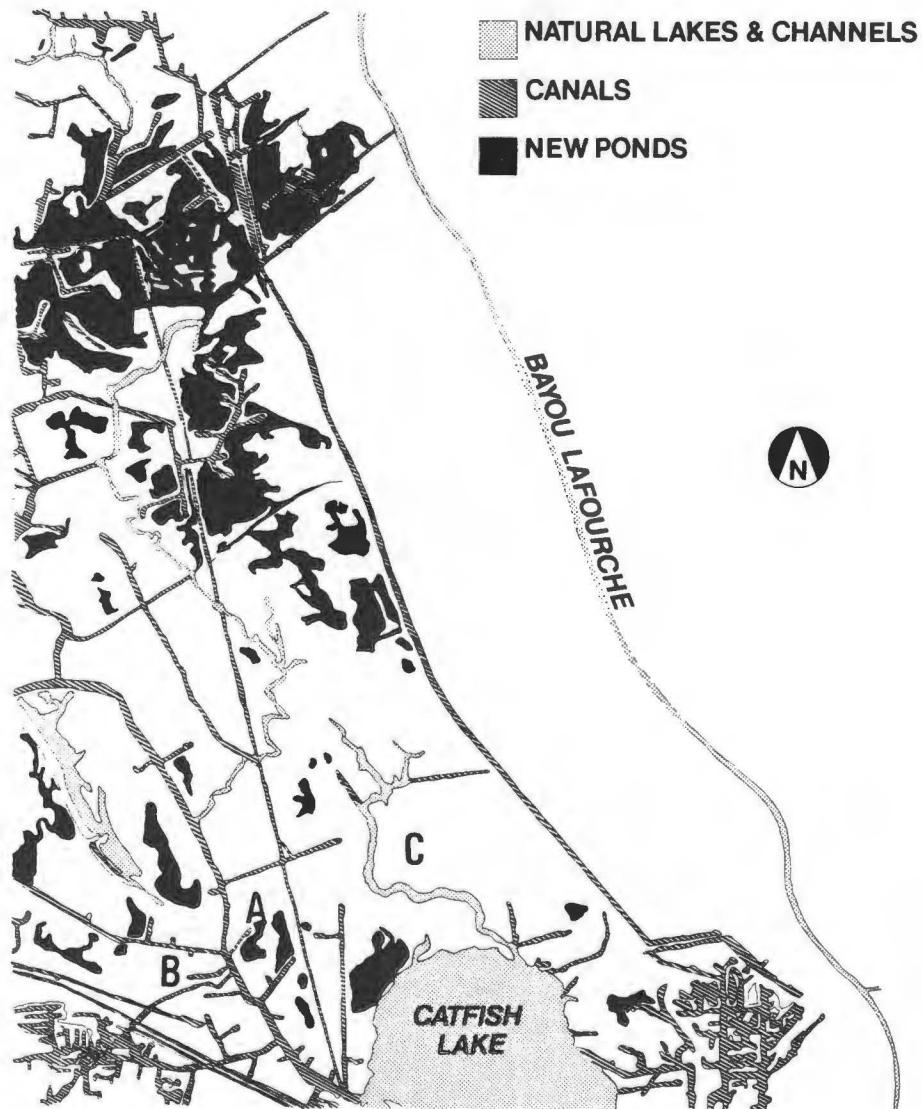 NATURAL LAKES & CHANNELS
CANALS
NEW PONDS
BAYOU LAFOURCHE
N
C
A
B
CATFISH
LAKE